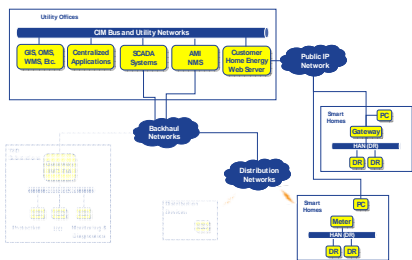 Utility Offices
CIM Bus and Utility Networks
GIS, OMS,
WMS, Etc.
Centralized
Applications
SCADA
Systems
AMI
NMS
Customer
Home Energy
Web Server
Public IP
Network
Backhaul
Networks
Distribution
Networks
Smart
Homes
PC
Gateway
HAN (DR)
DR
DR
Smart
Homes
PC
Meter
HAN (DR)
DR
DR